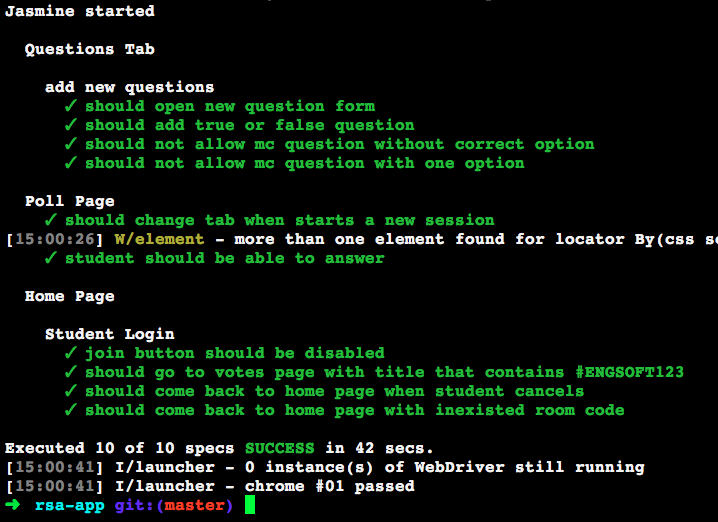 Jasmine started
Questions Tab
add new questions
✓ should open new question form
✓ should add true or false question
✓ should not allow mc question without correct option
✓ should not allow mc question with one option
Poll Page
✓ should change tab when starts a new session
[15:00:26] W/element - more than one element found for locator By(css
✓ student should be able to answer
Home Page
Student Login
✓ join button should be disabled
✓ should go to votes page with title that contains #ENGSOFT123
✓ should come back to home page when student cancels
✓ should come back to home page with inexisted room code
Executed 10 of 10 specs SUCCESS in 42 secs.
[15:00:41] I/launcher - 0 instance(s) of WebDriver still running
[15:00:41] I/launcher - chrome #01 passed
➜ rsa-app git:(master)